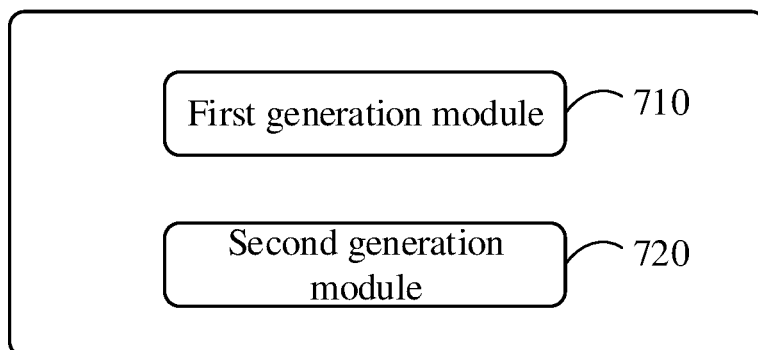 First generation module
710
Second generation
module
720